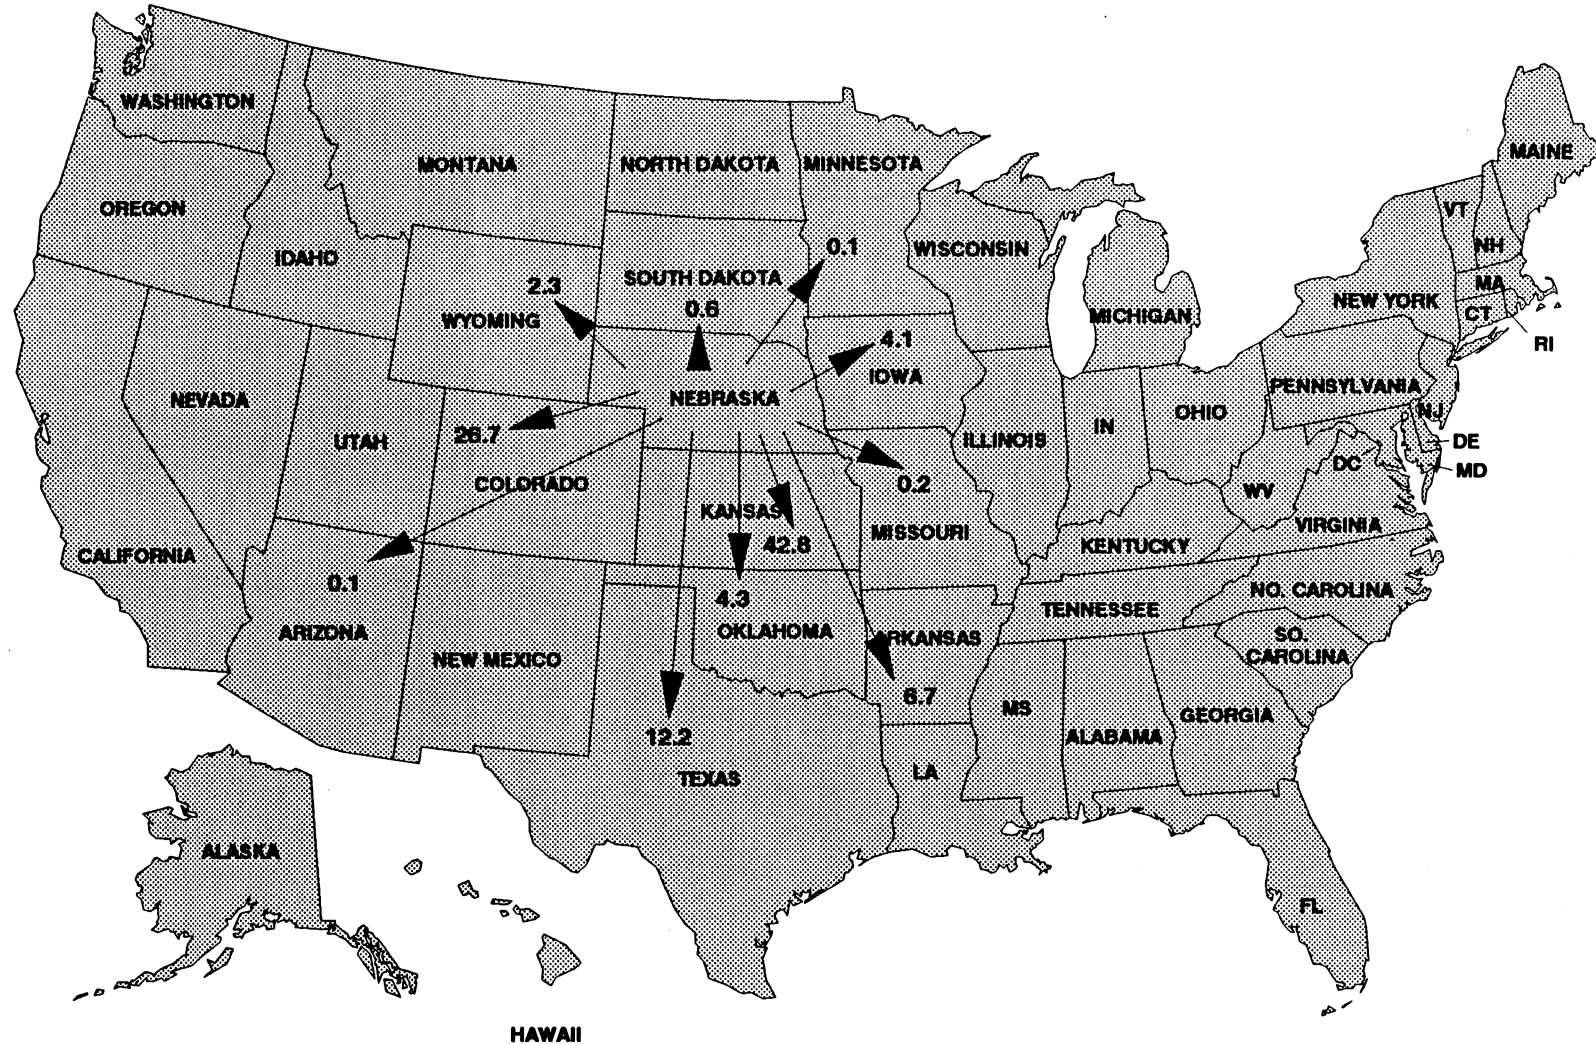 WASHINGTON
MONTANA
NORTH DAKOTA
MINNESOTA
MAINE
OREGON
VT
IDAHO
0.1
WISCONSIN
NH
SOUTH DAKOTA
2.3
0.6
MA
NEW YORK
WYOMING
MICHIGAN
CT
4.1
RI
IOWA
PENNSYLVANIA
NEBRASKA
NEVADA
OHIO
NJ
26.7
UTAH
ILLINOIS
IN
DE
DC
MD
COLORADO
0.2
WV
KANSAS
MISSOURI
VIRGINIA
42.8
KENTUCKY
CALIFORNIA
0.1
4.3
NO. CAROLINA
TENNESSEE
ARIZONA
OKLAHOMA
ARKANSAS
SO.
CAROLINA
NEW MEXICO
6.7
MS
GEORGIA
12.2
ALABAMA
TEXAS
LA
ALASKA
FL
HAWAII